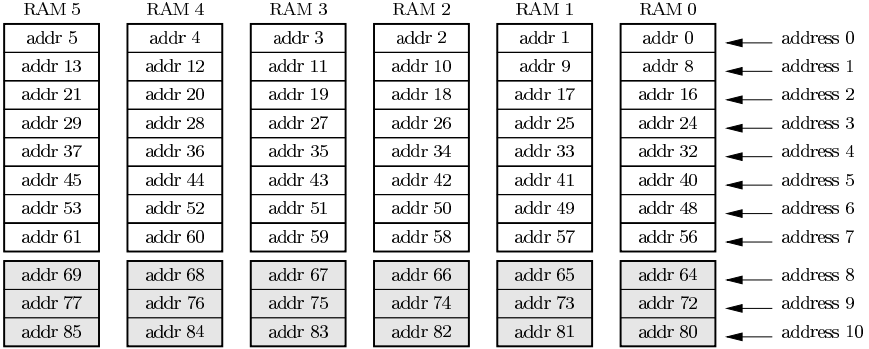 RAM 5 RAM 4 RAM 3 RAM 2 RAM 1 RAM 0
addr 5 addr 4 addr 3 addr 2 addr 1 addr 0 address 0
addr 13 addr 12 addr 11 addr 10 addr 9 addr 8 address 1
addr 21 addr 20 addr 19 addr 18 addr 17 addr 16 address 2
addr 29 addr 28 addr 27 addr 26 addr 25 addr 24 address 3
addr 37 addr 36 addr 35 addr 34 addr 33 addr 32 address 4
addr 45 addr 44 addr 43 addr 42 addr 41 addr 40 address 5
addr 53 addr 52 addr 51 addr 50 addr 49 addr 48 address 6
addr 61 addr 60 addr 59 addr 58 addr 57 addr 56 address 7
addr 69 addr 68 addr 67 addr 66 addr 65 addr 64 address 8
addr 77 addr 76 addr 75 addr 74 addr 73 addr 72 address 9
addr 85 addr 84 addr 83 addr 82 addr 81 addr 80 address 10